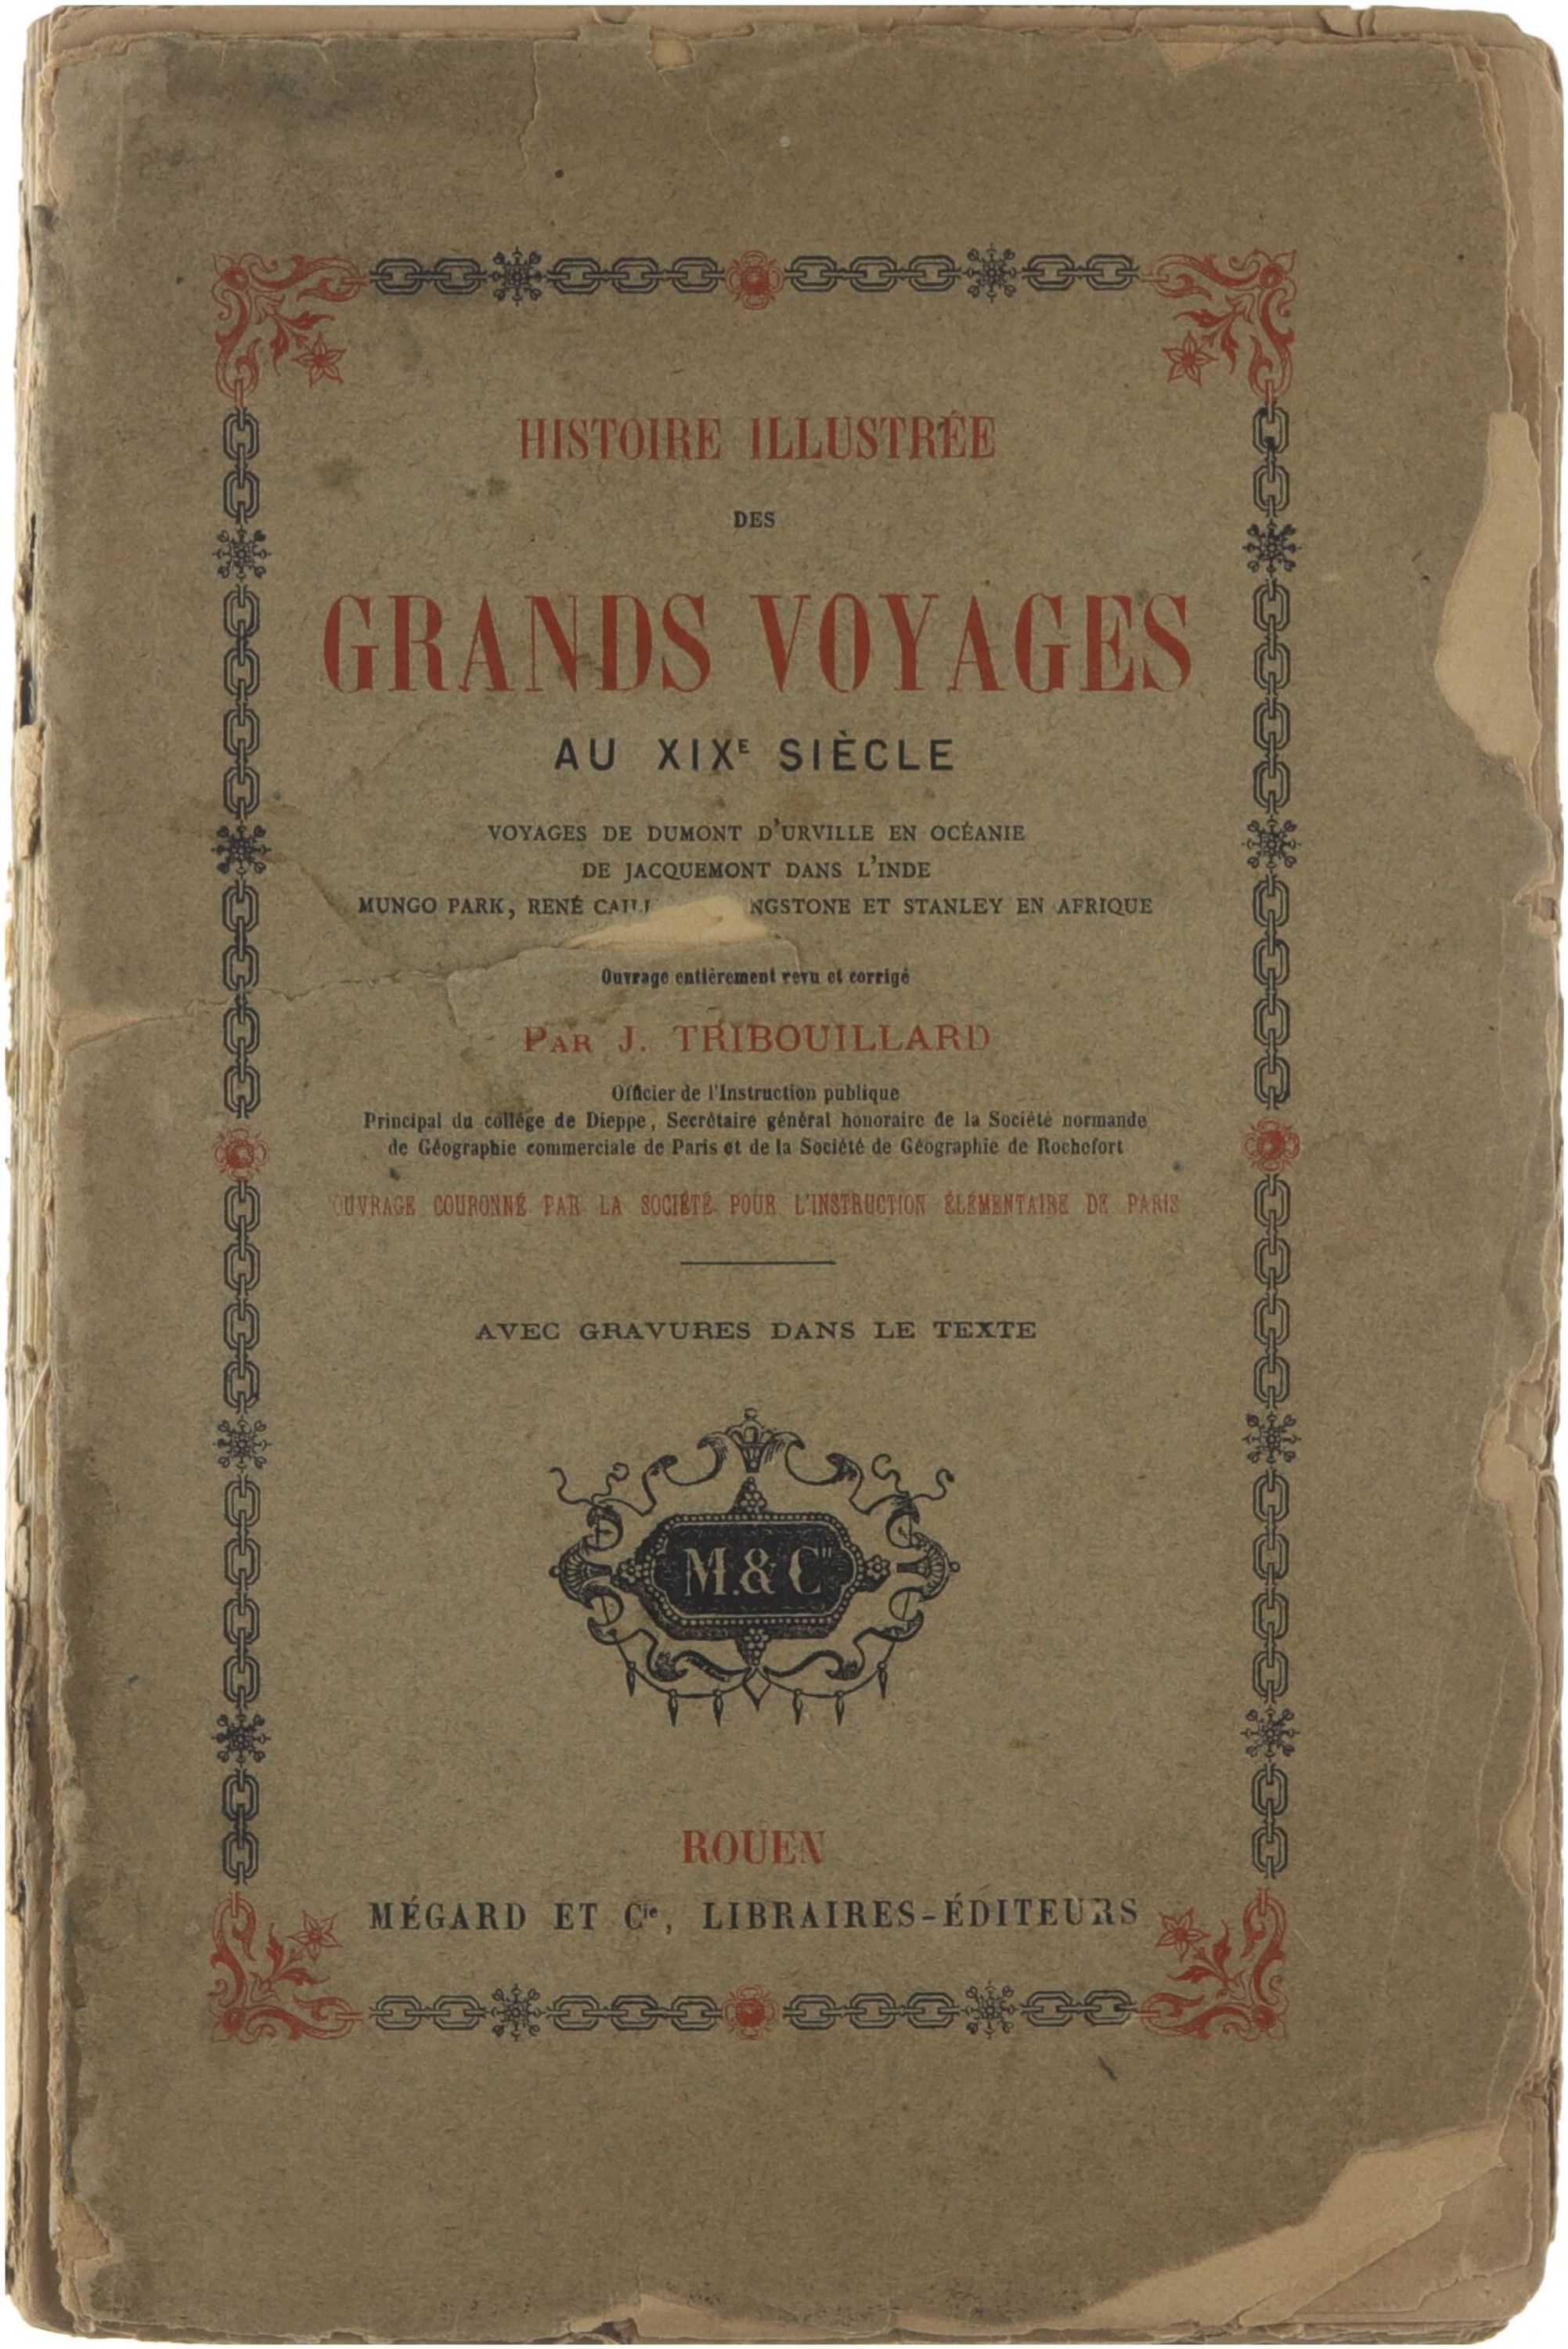 HISTOIRE ILLUSTRÉE
DES
GRANDS VOYAGES
AU XIXE SIÈCLE
VOYAGES DE DUMONT D'URVILLE EN OCÉANIE
DE JACQUEMONT DANS L'INDE
MUNGO PARK, RENÉ ET STANLEY EN AFRIQUE
Ouvrage entièrement revu et corrigé
PAR J. TRIBOUILLARD
Officier de l'Instruction publique
Principal du collége de Dieppe, Secrétaire général honoraire de la Société normande
de Géographie commerciale de Paris et de la Société de Géographie de Rochefort
OUVRAGE COURONNÉ PAR LA SOCIÉTÉ POUR L'INSTRUCTION ÉLÉMENTAIRE DE PARIS
AVEC GRAVURES DANS LE TEXTE
M. & C
ROUEN
MÉGARD ET Cie, LIBRAIRES-ÉDITEURS